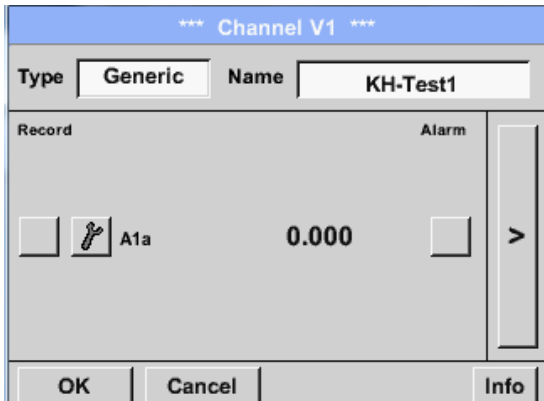 *** Channel V1 ***
Type Generic Name KH-Test1
Record Alarm
A1a 0.000 >
OK Cancel Info